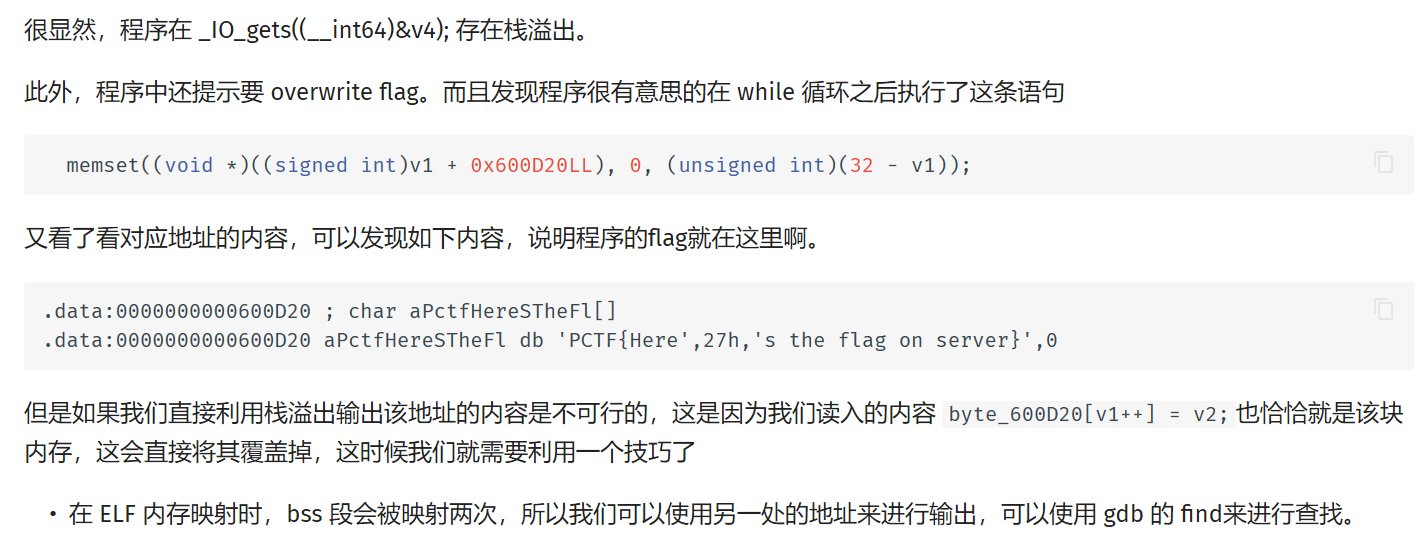 很显然，程序在 _IO_gets((__int64)&v4); 存在栈溢出。
此外，程序中还提示要 overwrite flag。而且发现程序很有意思的在 while 循环之后执行了这条语句
memset((void *)((signed int)v1 + 0x600D20LL), 0, (unsigned int)(32 - v1));
又看了看对应地址的内容，可以发现如下内容，说明程序的flag就在这里啊。
.data:0000000000600D20 ; char aPctfHereSTheFl[]
.data:0000000000600D20 aPctfHereSTheFl db 'PCTF{Here',27h,'s the flag on server}',0
但是如果我们直接利用栈溢出输出该地址的内容是不可行的，这是因为我们读入的内容 byte_600D20[v1++] = v2;也恰恰就是该块
内存，这会直接将其覆盖掉，这时候我们就需要利用一个技巧了
• 在 ELF 内存映射时，bss 段会被映射两次，所以我们可以使用另一处的地址来进行输出，可以使用 gdb 的 find来进行查找。